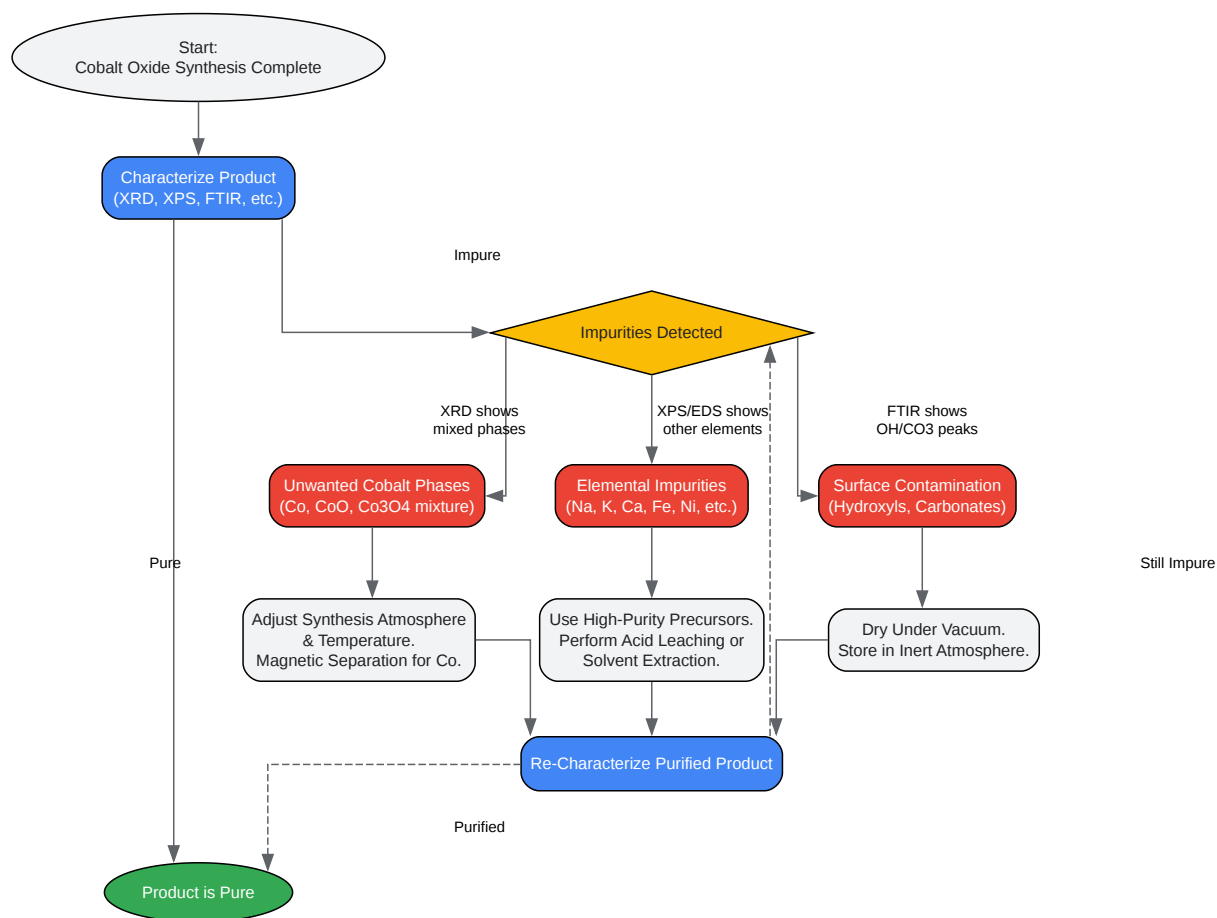 Start:
Cobalt Oxide Synthesis Complete
Characterize Product
(XRD, XPS, FTIR, etc.)
Impure
Impurities Detected
XRD shows
mixed phases
XPS/EDS shows
other elements
FTIR shows
OH/CO3 peaks
Unwanted Cobalt Phases
(Co, CoO, Co3O4 mixture)
Elemental Impurities
(Na, K, Ca, Fe, Ni, etc.)
Surface Contamination
(Hydroxyls, Carbonates)
Pure
Still Impure
Adjust Synthesis Atmosphere
& Temperature.
Magnetic Separation for Co.
Use High-Purity Precursors.
Perform Acid Leaching or
Solvent Extraction.
Dry Under Vacuum.
Store in Inert Atmosphere.
Re-Characterize Purified Product
Purified
Product is Pure